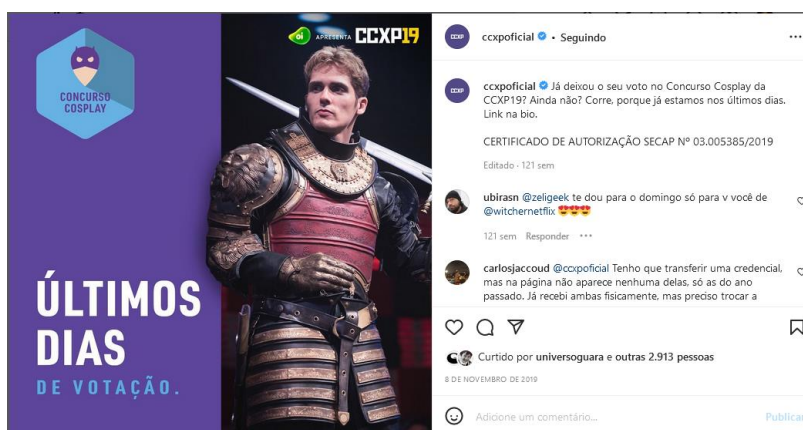 CONCURSO
COSPLAY
oi APRESENTA CCXP19
ÚLTIMOS
DIAS
DE VOTAÇÃO.
CCXP
ccxpoficial • Seguindo
CCXP
ccxpoficial Já deixou o seu voto no Concurso Cosplay da
CCXP19? Ainda não? Corre, porque já estamos nos últimos dias.
Link na bio.
CERTIFICADO DE AUTORIZAÇÃO SECAP Nº 03.005385/2019
Editado · 121 sem
ubirasn @zeligeek te dou para o domingo só para v você de
@witchernetflix 😍😍😍
121 sem Responder •••
carlosjaccoud @ccxpoficial Tenho que transferir uma credencial,
mas na página não aparece nenhuma delas, só as do ano
passado. Já recebi ambas fisicamente, mas preciso trocar a
Curtido por universoguara e outras 2.913 pessoas
8 DE NOVEMBRO DE 2019
Adicione um comentário...
Publicar